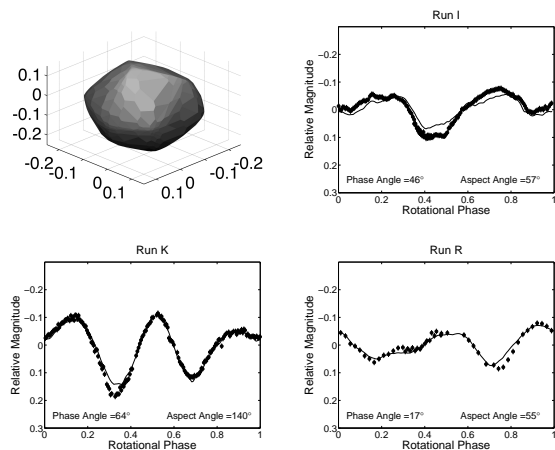 0.1
0
-0.1
-0.2
-0.2
-0.1
0
0.1
0.1
0
-0.1
-0.2
Run I
−0.3
−0.2
−0.1
0
0.1
0.2
0.3
Relative Magnitude
Phase Angle =46°
Aspect Angle =57°
0 0.2 0.4 0.6 0.8 1
Rotational Phase
Run K
−0.2
−0.1
0
0.1
0.2
0.3
Relative Magnitude
Phase Angle =64°
Aspect Angle =140°
0 0.2 0.4 0.6 0.8 1
Rotational Phase
Run R
−0.2
−0.1
0
0.1
0.2
0.3
Relative Magnitude
Phase Angle =17°
Aspect Angle =55°
0 0.2 0.4 0.6 0.8 1
Rotational Phase